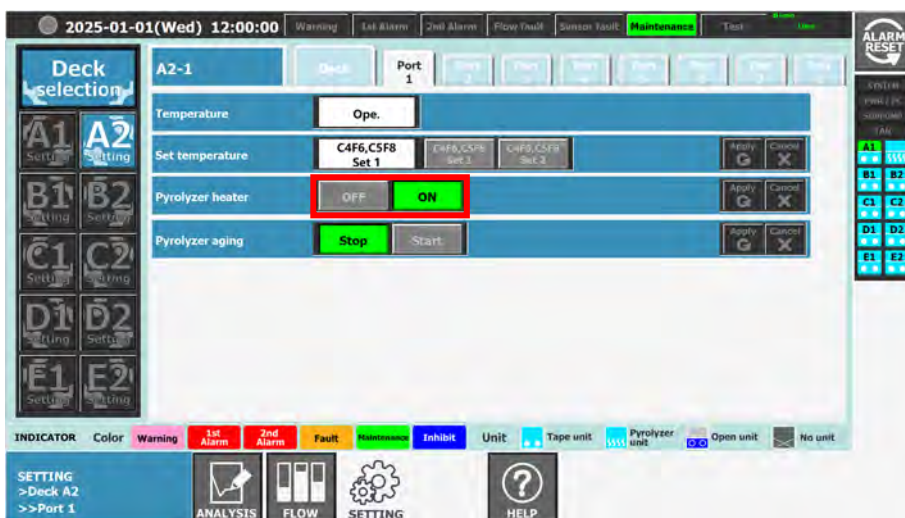 2025-01-01(Wed) 12:00:00
Warning
1st Alarm
2nd Alarm
Flow Fault
Sensor Fault
Maintenance
Test
ALARM
RESET
Deck
selection
A2-1
Deck
Port
1
Temperature
Ope.
Set temperature
C4F6,C5F8
Set 1
C4F6,C5F8
C4F6,C5F8
Set 2
Apply
G
Cancel
X
Pyrolyzer heater
OFF
ON
Apply
G
Cancel
X
Pyrolyzer aging
Stop
Start
Apply
G
Cancel
X
A1
Setting
A2
Setting
B1
Setting
B2
Setting
C1
Setting
C2
Setting
D1
Setting
D2
Setting
E1
Setting
E2
Setting
SYSTEM
A1
B1 B2
C1 C2
D1 D2
E1 E2
INDICATOR Color Warning
1st
Alarm
2nd
Alarm
Fault
Maintenance
Inhibit
Unit
Tape unit
Pyrolyzer
unit
Open unit
No unit
SETTING
>Deck A2
>>Port 1
ANALYSIS
FLOW
SETTING
HELP